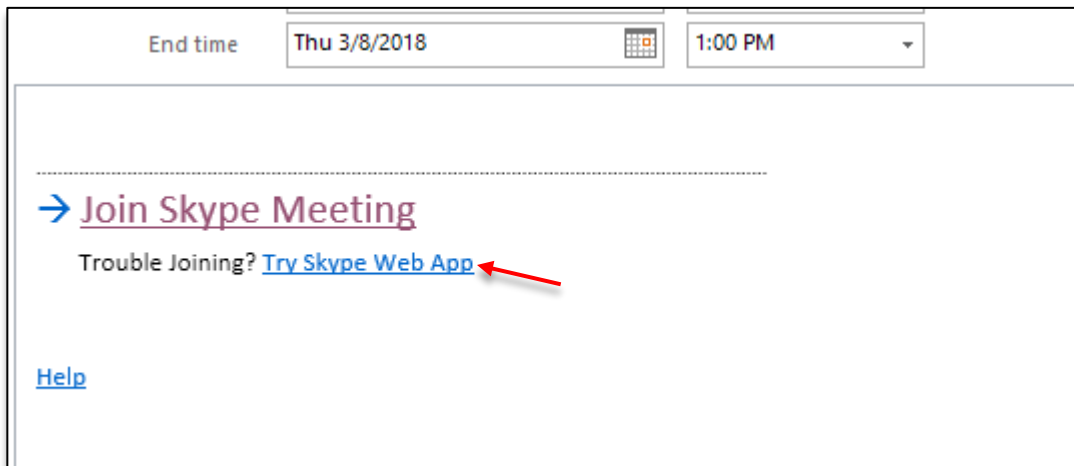 End time Thu 3/8/2018 1:00 PM
Join Skype Meeting
Trouble Joining? Try Skype Web App
Help